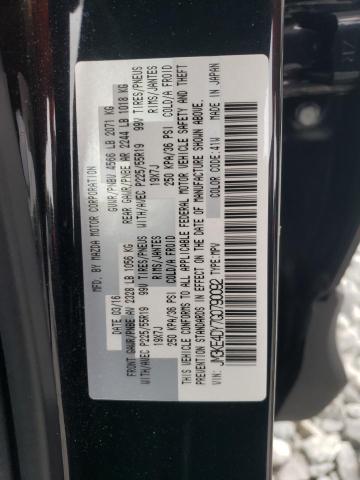 MFD. BY MAZDA MOTOR CORPORATION
DATE: 03/16 GVWR/PNBV 4566 LB 2071 KG
FRONT GAWR/PNBE AV 2328 LB 1056 KG REAR GAWR/PNBE AR 2244 LB 1018 KG
WITH/AVEC P225/55R19 99V TIRES/PNEUS WITH/AVEC P225/55R19 99V TIRES/PNEUS
19X7J RIMS/JANTES 19X7J RIMS/JANTES
250 KPA/36 PSI COLD/A FROID 250 KPA/36 PSI COLD/A FROID
THIS VEHICLE CONFORMS TO ALL APPLICABLE FEDERAL MOTOR VEHICLE SAFETY AND THEFT
PREVENTION STANDARDS IN EFFECT ON THE DATE OF MANUFACTURE SHOWN ABOVE.
COLOR CODE: 41W MADE IN JAPAN
TYPE: MPV